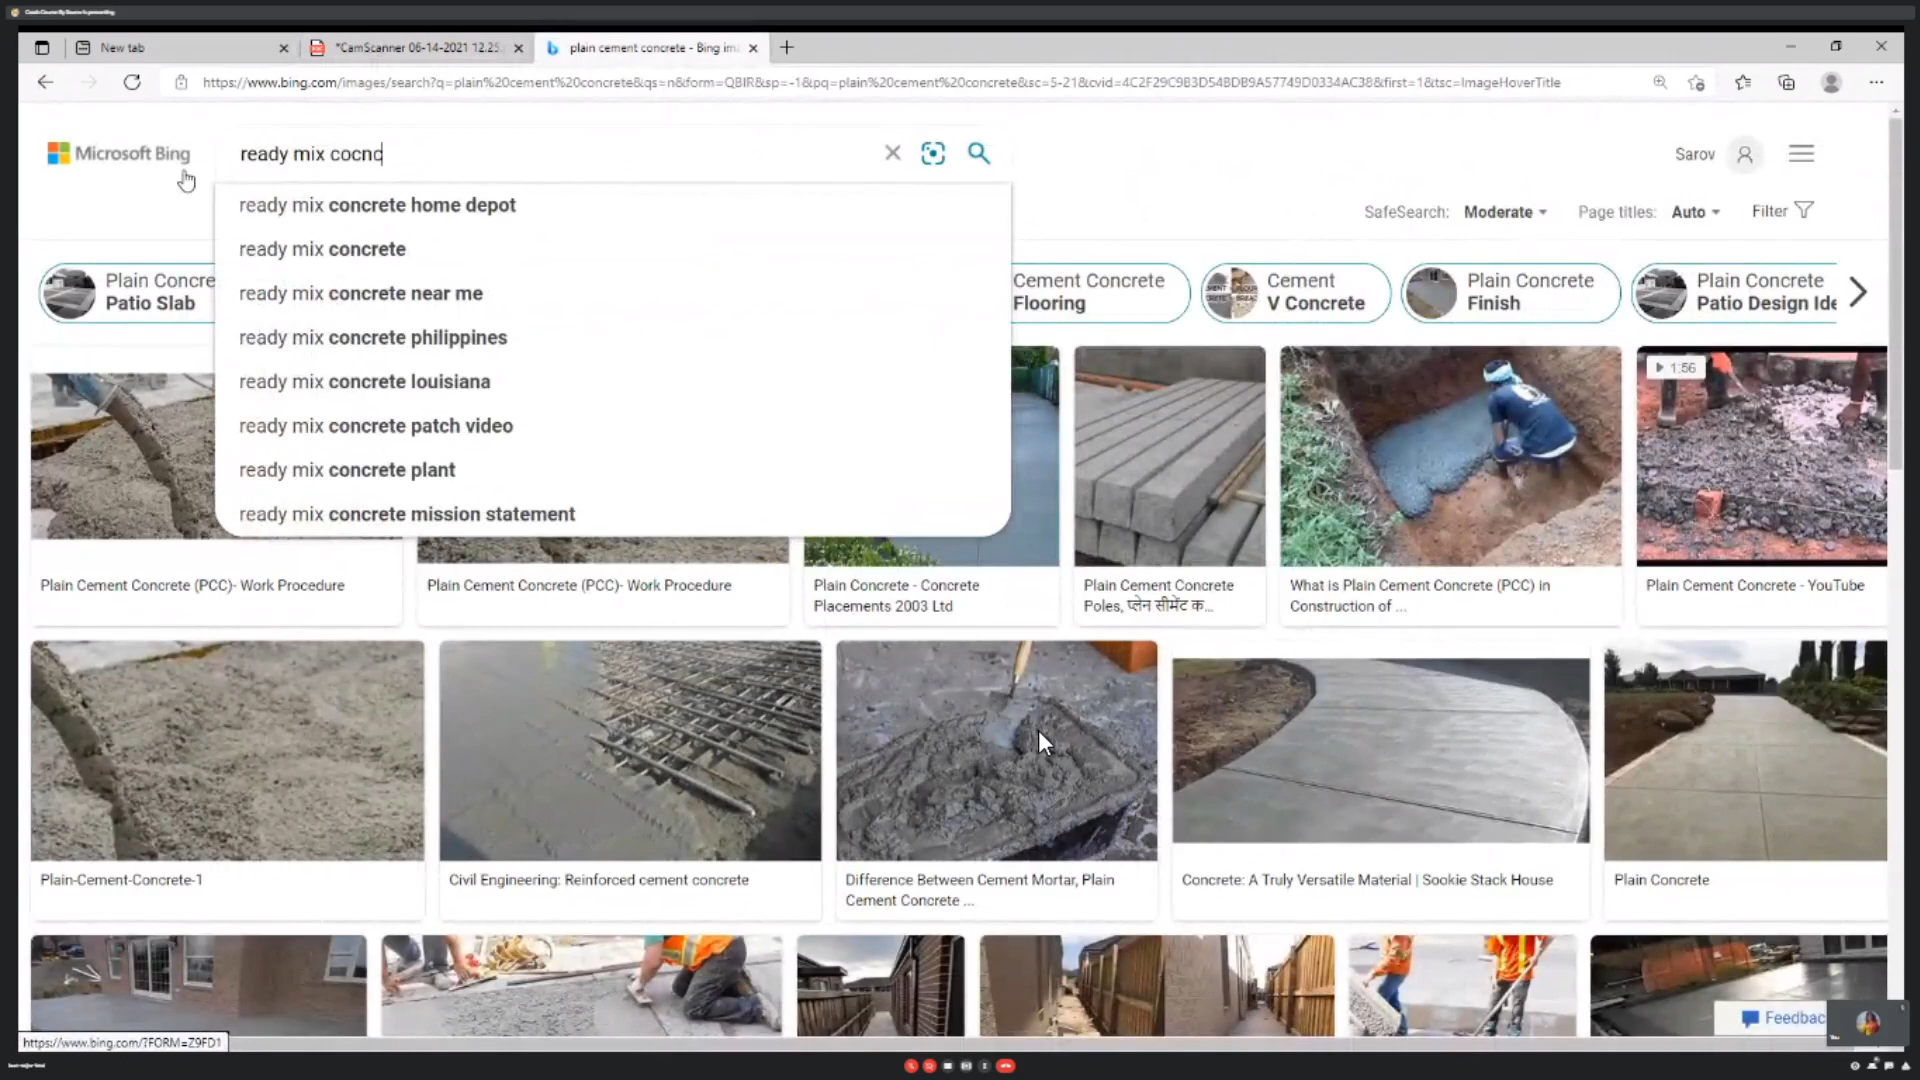 New tab
*CamScanner 06-14-2021 12.25.
plain cement concrete - Bing im
https://www.bing.com/images/search?q=plain%20cement%20concrete&qs=n&form=QBIR&sp=-1&pq=plain%20cement%20concrete&sc=5-21&cvid=4C2F29C9B3D54BDB9A57749D0334AC38&first=1&tsc=ImageHoverTitle
Microsoft Bing
ready mix cocnc
Sarov
ready mix concrete home depot
ready mix concrete
ready mix concrete near me
ready mix concrete philippines
ready mix concrete louisiana
ready mix concrete patch video
ready mix concrete plant
ready mix concrete mission statement
SafeSearch: Moderate
Page titles: Auto
Filter
Plain Concre
Patio Slab
Cement Concrete
Flooring
Cement
V Concrete
Plain Concrete
Finish
Plain Concrete
Patio Design Ide
1:56
Plain Cement Concrete (PCC)- Work Procedure
Plain Cement Concrete (PCC)- Work Procedure
Plain Concrete - Concrete
Placements 2003 Ltd
Plain Cement Concrete
Poles, प्लेन सीमेंट क...
What is Plain Cement Concrete (PCC) in
Construction of ...
Plain Cement Concrete - YouTube
Plain-Cement-Concrete-1
Civil Engineering: Reinforced cement concrete
Difference Between Cement Mortar, Plain
Cement Concrete ...
Concrete: A Truly Versatile Material | Sookie Stack House
Plain Concrete
Feedbac
https://www.bing.com/?FORM=Z9FD1